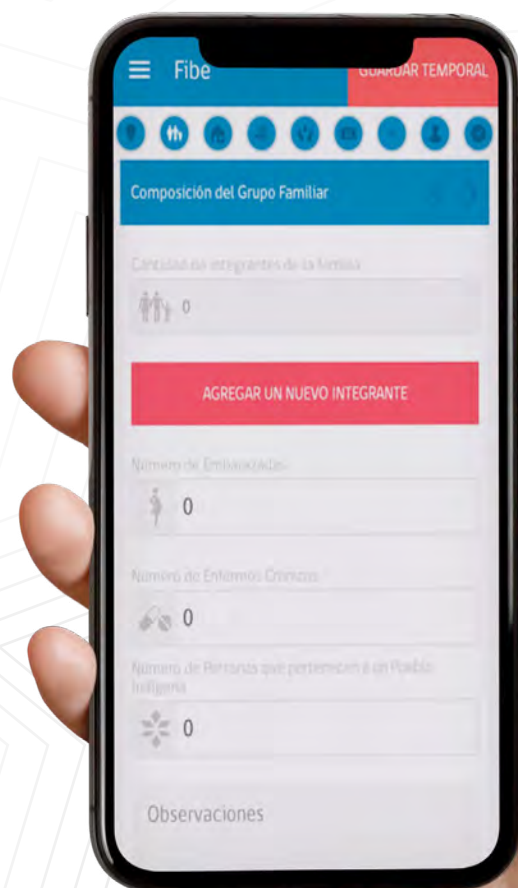 Fibe
GUARDAR TEMPORAL
Composición del Grupo Familiar
Cantidad de integrantes de la familia
0
AGREGAR UN NUEVO INTEGRANTE
Número de Embarazadas
0
Número de Enfermos Crónicos
0
Número de Personas que pertenecen a un Pueblo
Indígena
0
Observaciones